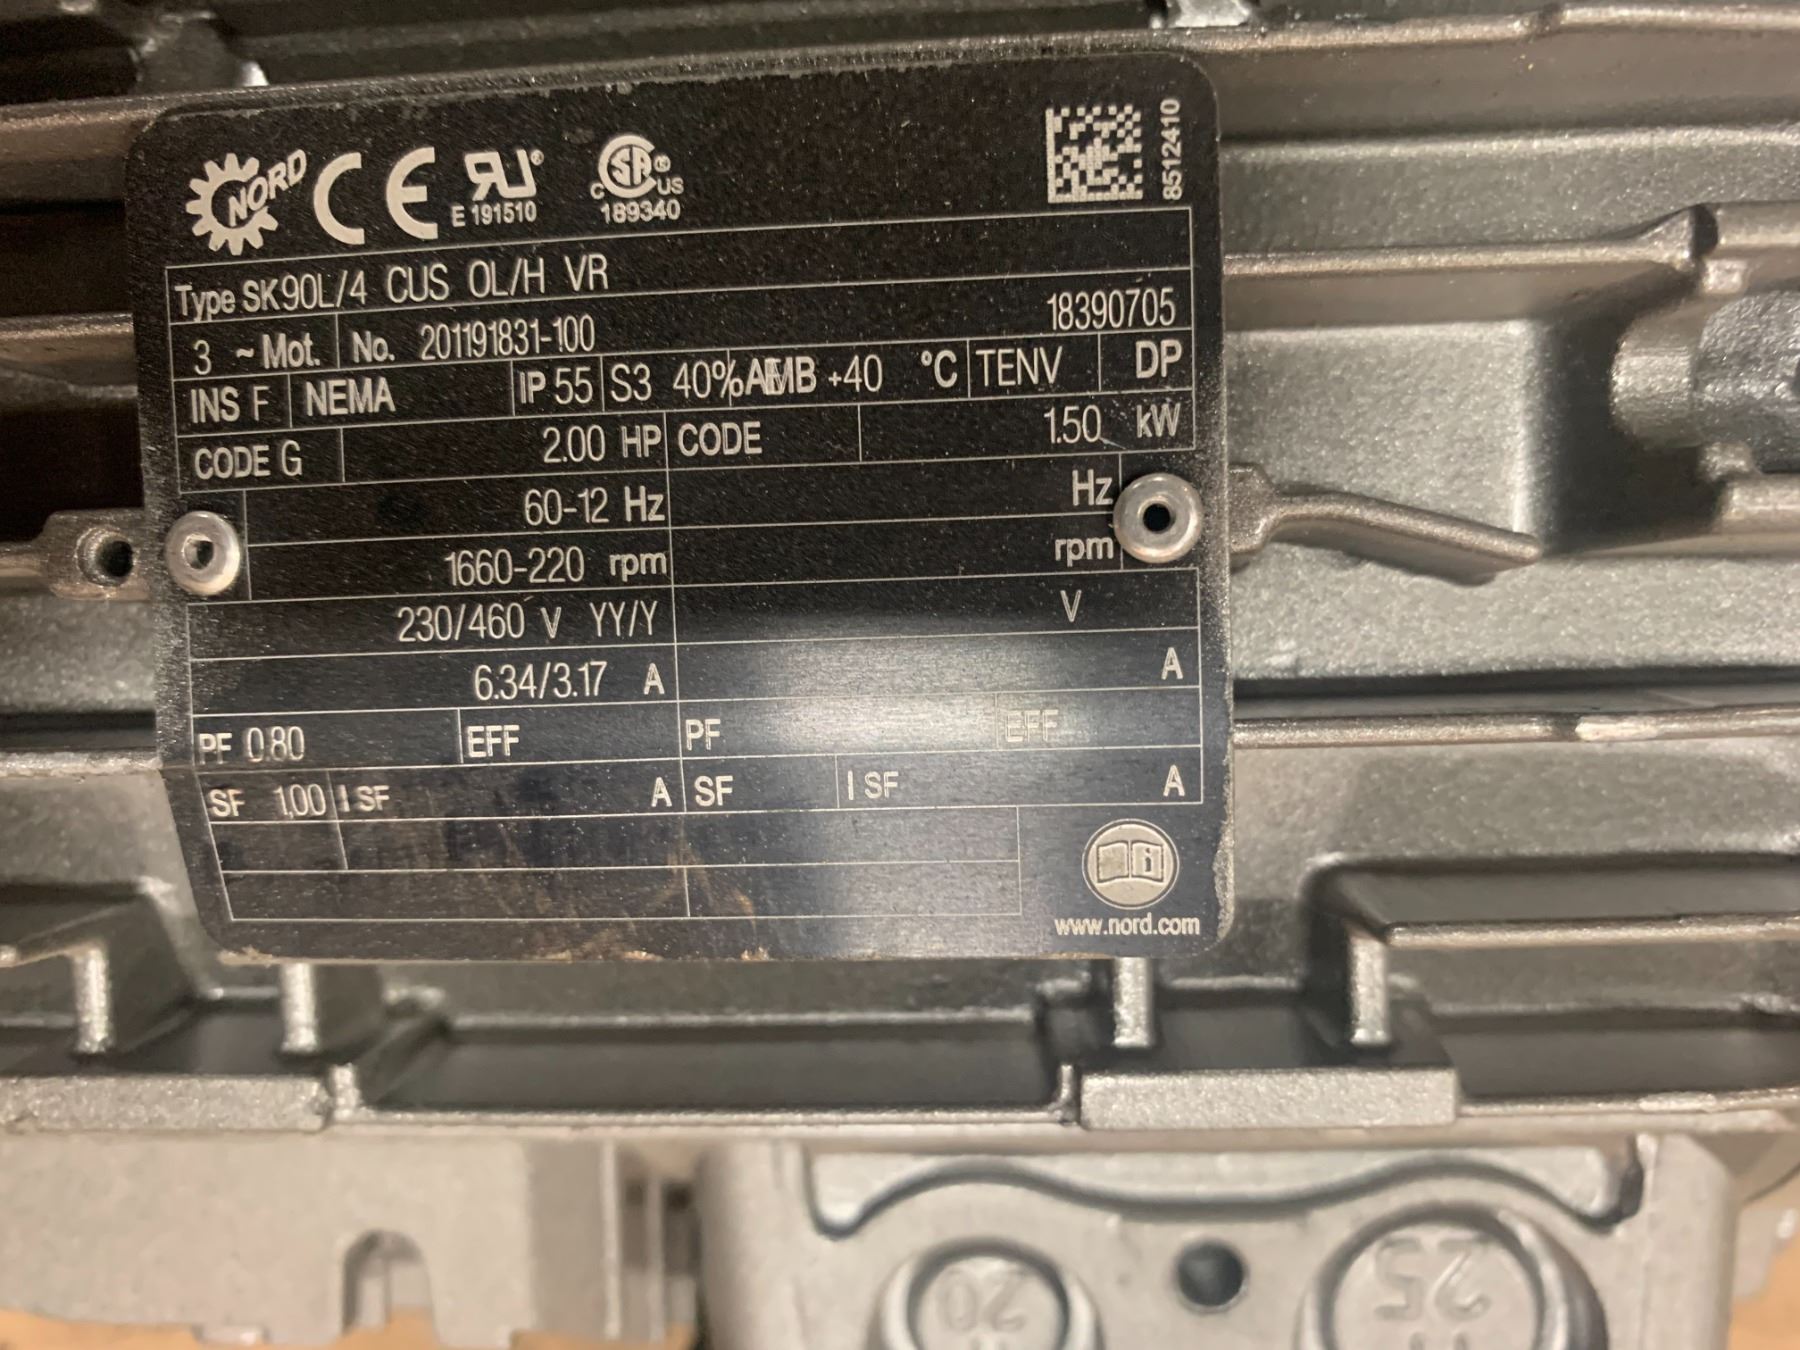 NORD CE UR® C SA® US
E 191510 189340 8512410
Type SK90L/4 CUS OL/H VR
3 ~ Mot. No. 201191831-100 18390705
INS F NEMA IP 55 S3 40% AMB +40 °C TENV DP
CODE G 2.00 HP CODE 1.50 kW
60-12 Hz Hz
1660-220 rpm rpm
230/460 V YY/Y V
6.34/3.17 A A
PF 0.80 EFF PF EFF
SF 1,00 I SF A SF I SF A
i
www.nord.com
20 25